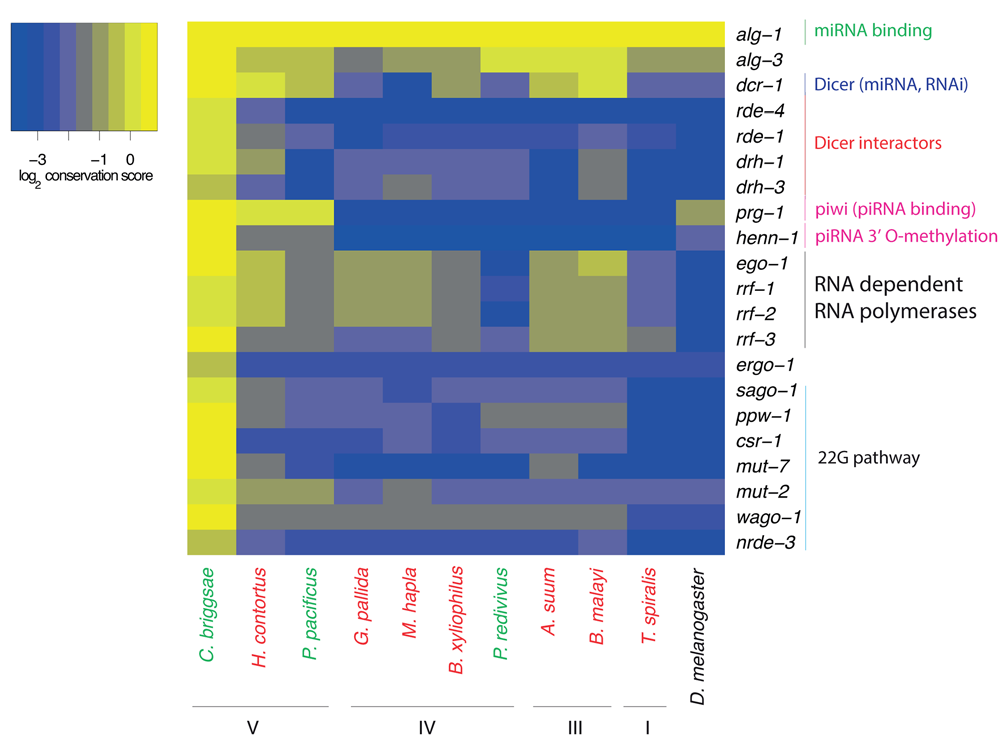 −3 −1 0
log2 conservation score
alg−1 miRNA binding
alg−3
dcr−1 Dicer (miRNA, RNAi)
rde−4
rde−1 Dicer interactors
drh−1
drh−3
prg−1 piwi (piRNA binding)
henn−1 piRNA 3′ O-methylation
ego−1 RNA dependent
rrf−1 RNA polymerases
rrf−2
rrf−3
ergo−1
sago−1
ppw−1
csr−1 22G pathway
mut−7
mut−2
wago−1
nrde−3
C. briggsae
H. contortus
P. pacificus
G. pallida
M. hapla
B. xyliophilus
P. redivivus
A. suum
B. malayi
T. spiralis
D. melanogaster
V IV III I